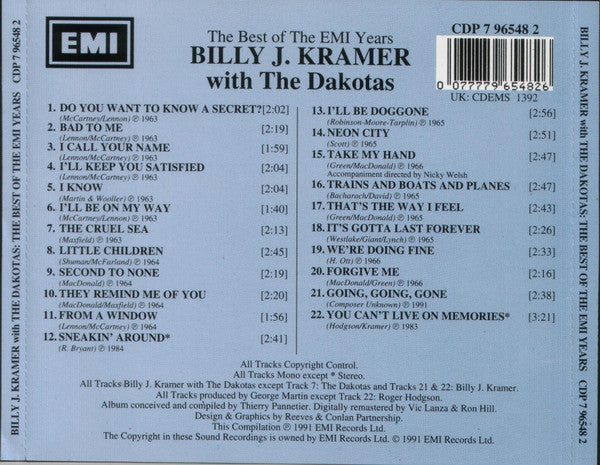 BILLY J. KRAMER with THE DAKOTAS: THE BEST OF THE EMI YEARS CDP 7 96548 2
EMI
The Best of The EMI Years
BILLY J. KRAMER
with The Dakotas
CDP 7 96548 2
0 077779 654826
UK: CDEMS 1392
1. DO YOU WANT TO KNOW A SECRET? [2:02]
(McCartney/Lennon) ℗ 1963
2. BAD TO ME [2:19]
(Lennon/McCartney) ℗ 1963
3. I CALL YOUR NAME [1:59]
(Lennon/McCartney) ℗ 1963
4. I'LL KEEP YOU SATISFIED [2:04]
(Lennon/McCartney) ℗ 1963
5. I KNOW [2:04]
(Martin & Wooller) ℗ 1963
6. I'LL BE ON MY WAY [1:40]
(McCartney/Lennon) ℗ 1963
7. THE CRUEL SEA [2:13]
(Maxfield) ℗ 1963
8. LITTLE CHILDREN [2:45]
(Shuman/McFarland) ℗ 1964
9. SECOND TO NONE [2:19]
(MacDonald) ℗ 1964
10. THEY REMIND ME OF YOU [2:20]
(MacDonald/Maxfield) ℗ 1964
11. FROM A WINDOW [1:56]
(Lennon/McCartney) ℗ 1964
12. SNEAKIN' AROUND* [2:41]
(R. Bryant) ℗ 1984
13. I'LL BE DOGGONE [2:56]
(Robinson-Moore-Tarplin) ℗ 1965
14. NEON CITY [2:51]
(Scott) ℗ 1965
15. TAKE MY HAND [2:47]
(Green/MacDonald) ℗ 1966
Accompaniment directed by Nicky Welsh
16. TRAINS AND BOATS AND PLANES [2:47]
(Bacharach/David) ℗ 1965
17. THAT'S THE WAY I FEEL [2:43]
(Green/MacDonald) ℗ 1965
18. IT'S GOTTA LAST FOREVER [2:26]
(Westlake/Giant/Lynch) ℗ 1965
19. WE'RE DOING FINE [2:33]
(H. Ott) ℗ 1966
20. FORGIVE ME [2:16]
(MacDonald/Green) ℗ 1966
21. GOING, GOING, GONE [2:38]
(Composer Unknown) ℗ 1991
22. YOU CAN'T LIVE ON MEMORIES* [3:21]
(Hodgson/Kramer) ℗ 1983
All Tracks Copyright Control.
All Tracks Mono except * Stereo.
All Tracks Billy J. Kramer with The Dakotas except Track 7: The Dakotas and Tracks 21 & 22: Billy J. Kramer.
All Tracks produced by George Martin except Track 22: Roger Hodgson.
Album conceived and compiled by Thierry Pannetier. Digitally remastered by Vic Lanza & Ron Hill.
Design & Graphics by Reeves & Conlan Partnership.
This Compilation ℗ 1991 EMI Records Ltd.
The Copyright in these Sound Recordings is owned by EMI Records Ltd. © 1991 EMI Records Ltd.
BILLY J. KRAMER with THE DAKOTAS: THE BEST OF THE EMI YEARS CDP 7 96548 2